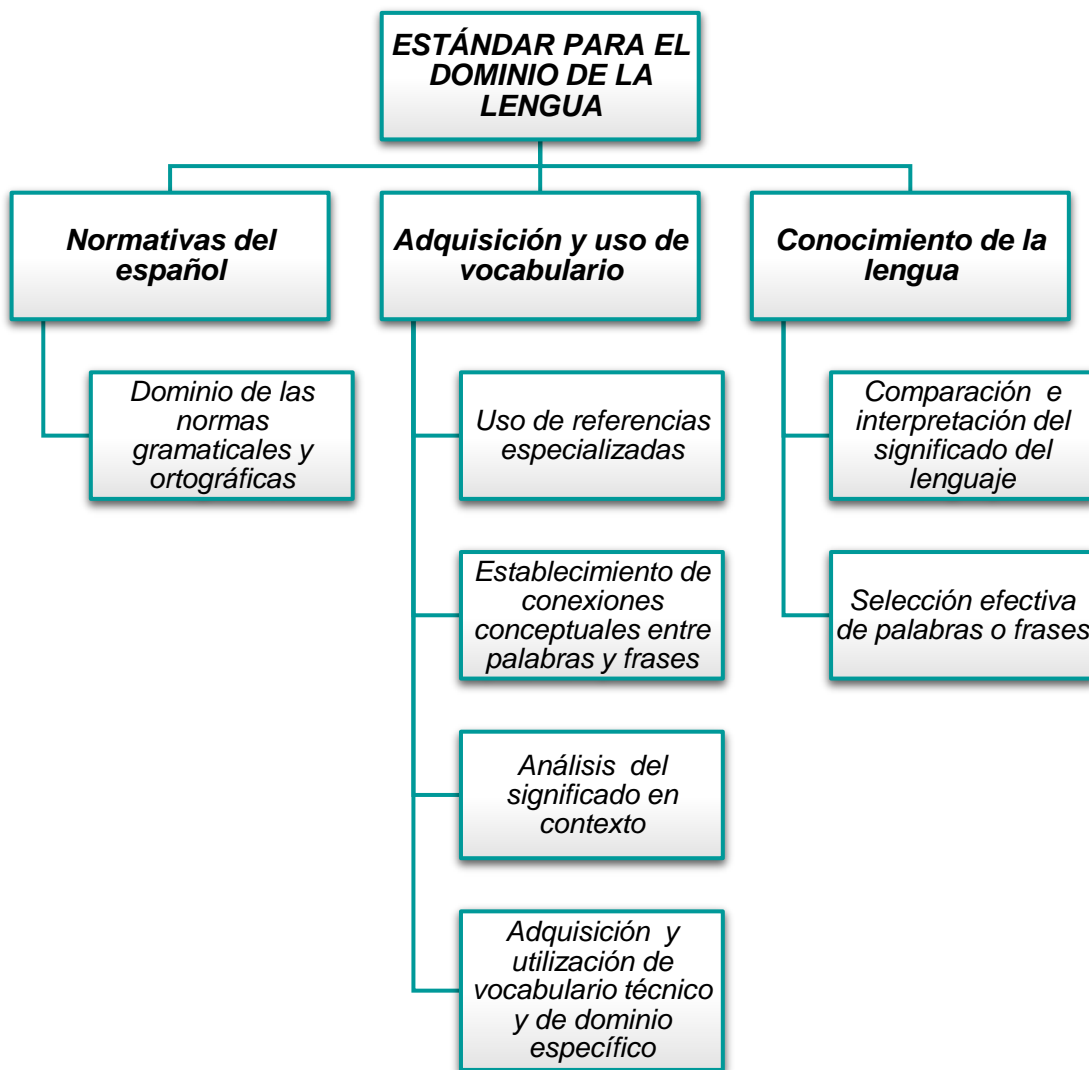 ESTÁNDAR PARA EL
DOMINIO DE LA
LENGUA
Normativas del
español
Dominio de las
normas
gramaticales y
ortográficas
Adquisición y uso de
vocabulario
Uso de referencias
especializadas
Establecimiento de
conexiones
conceptuales entre
palabras y frases
Análisis del
significado en
contexto
Adquisición y
utilización de
vocabulario técnico
y de dominio
específico
Conocimiento de la
lengua
Comparación e
interpretación del
significado del
lenguaje
Selección efectiva
de palabras o frases